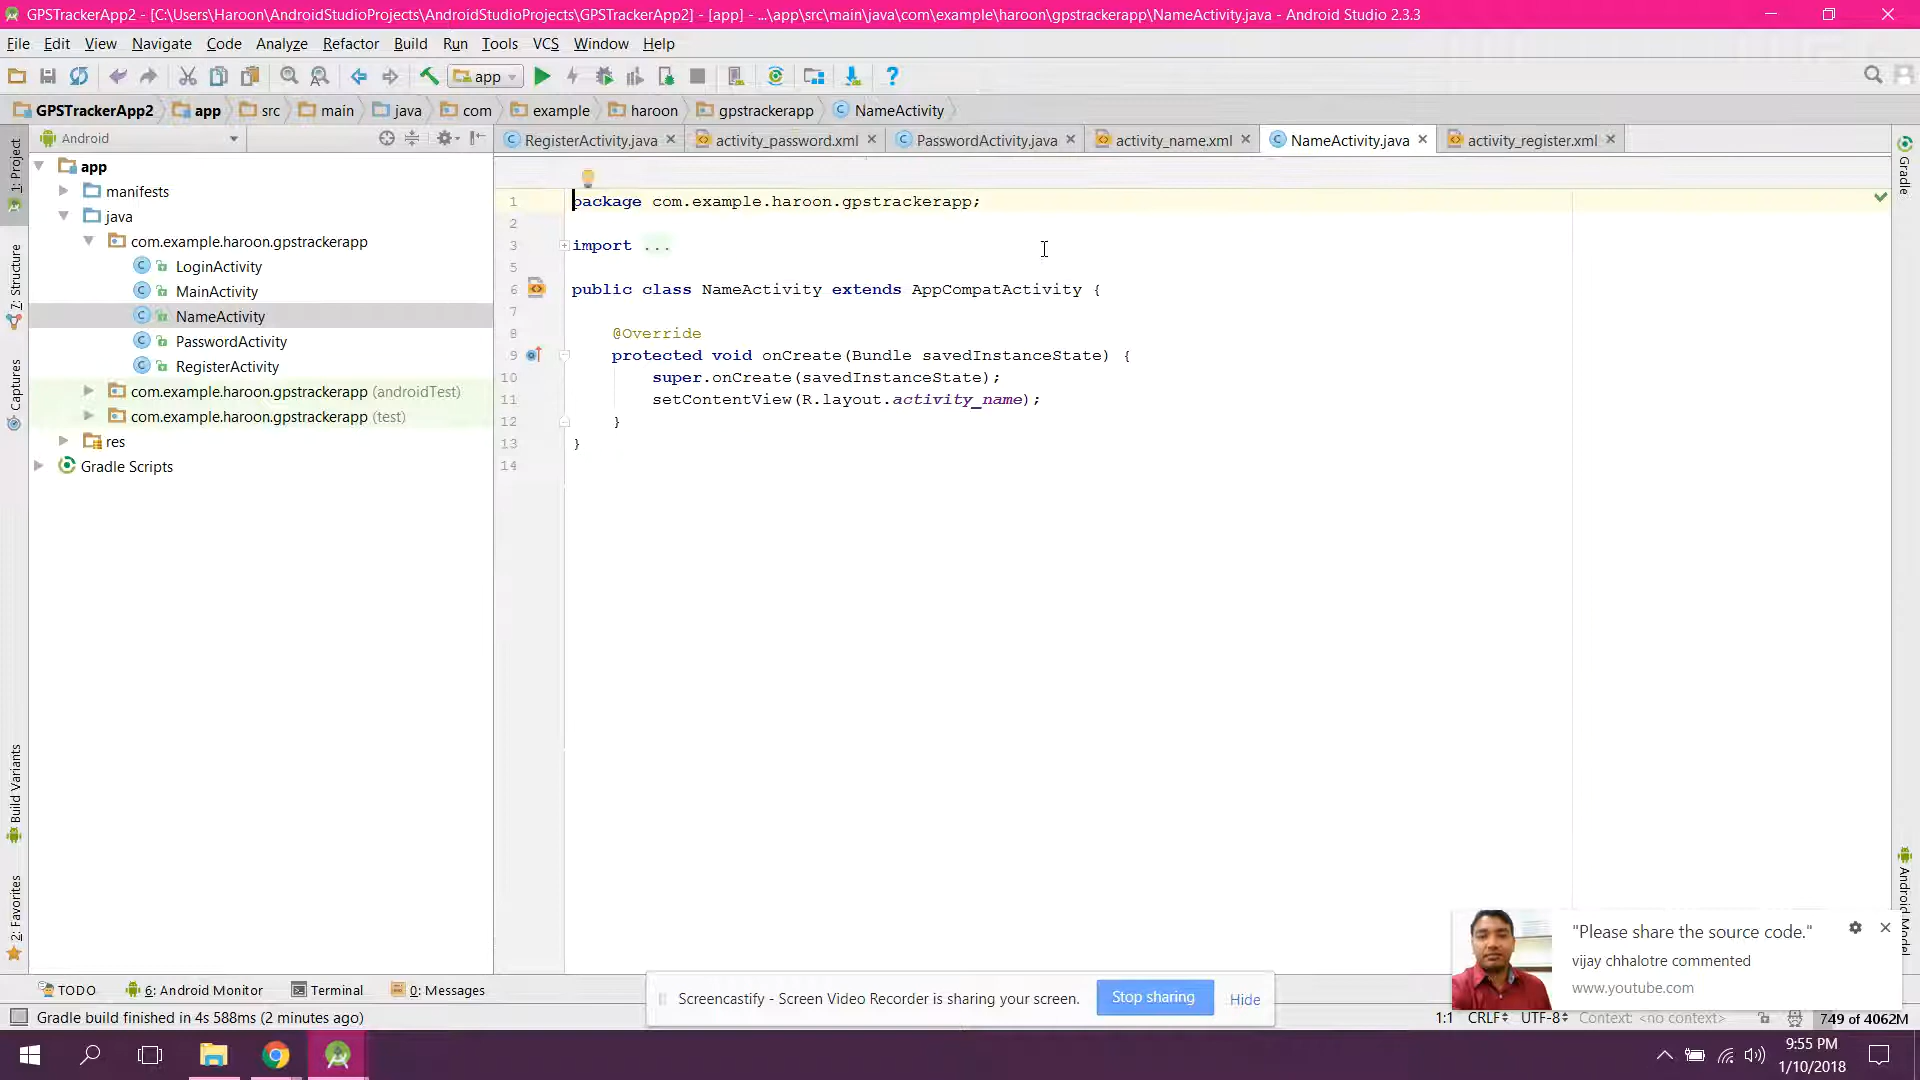 GPSTrackerApp2 - [C:\Users\Haroon\AndroidStudioProjects\AndroidStudioProjects\GPSTrackerApp2] - [app] - ...\app\src\main\java\com\example\haroon\gpstrackerapp\NameActivity.java - Android Studio 2.3.3
File Edit View Navigate Code Analyze Refactor Build Run Tools VCS Window Help
app
GPSTrackerApp2 app src main java com example haroon gpstrackerapp NameActivity
Android
RegisterActivity.java activity_password.xml PasswordActivity.java activity_name.xml NameActivity.java activity_register.xml
1: Project
7: Structure
Captures
Build Variants
2: Favorites
app
manifests
java
com.example.haroon.gpstrackerapp
LoginActivity
MainActivity
NameActivity
PasswordActivity
RegisterActivity
com.example.haroon.gpstrackerapp (androidTest)
com.example.haroon.gpstrackerapp (test)
res
Gradle Scripts
1 package com.example.haroon.gpstrackerapp;
2
3 import ...
5
6 public class NameActivity extends AppCompatActivity {
7
8 @Override
9 protected void onCreate(Bundle savedInstanceState) {
10 super.onCreate(savedInstanceState);
11 setContentView(R.layout.activity_name);
12 }
13 }
14
Gradle
Android Model
"Please share the source code."
vijay chhalotre commented
www.youtube.com
TODO 6: Android Monitor Terminal 0: Messages
Screencastify - Screen Video Recorder is sharing your screen. Stop sharing Hide
Gradle build finished in 4s 588ms (2 minutes ago)
1:1 CRLF UTF-8 Context: <no context> 749 of 4062M
9:55 PM
1/10/2018